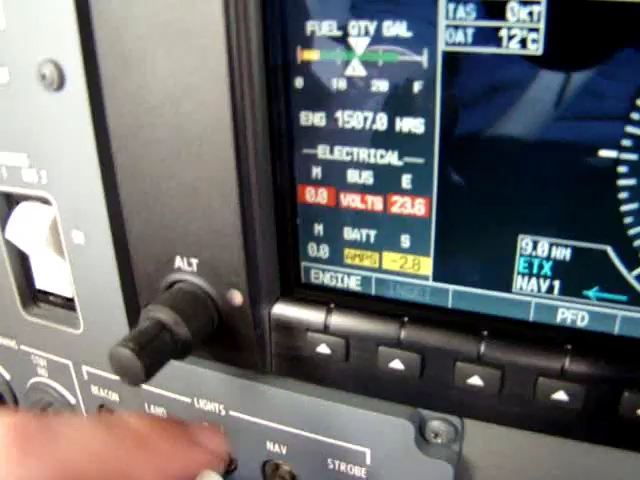 TAS 0KT
OAT 12°C
FUEL QTY GAL
0 10 20 F
ENG 1507.0 HRS
ELECTRICAL
M BUS E
0.0 VOLTS 23.6
M BATT S
0.0 AMPS -2.8
ENGINE
9.0NM
ETX
NAV1
PFD
ALT
LIGHTS
BEACON
LAND
NAV
STROBE